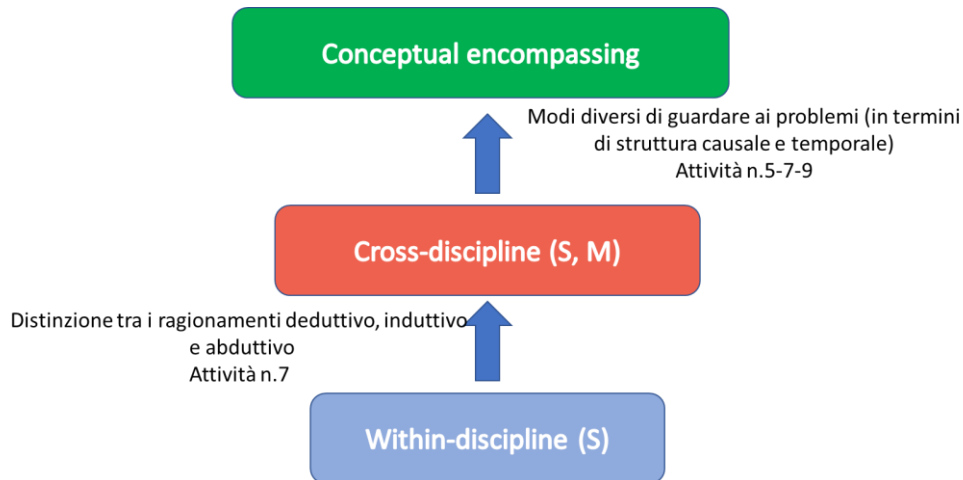 Conceptual encompassing
Modi diversi di guardare ai problemi (in termini
di struttura causale e temporale)
Attività n.5-7-9
Cross-discipline (S, M)
Distinzione tra i ragionamenti deduttivo, induttivo
e abduttivo
Attività n.7
Within-discipline (S)